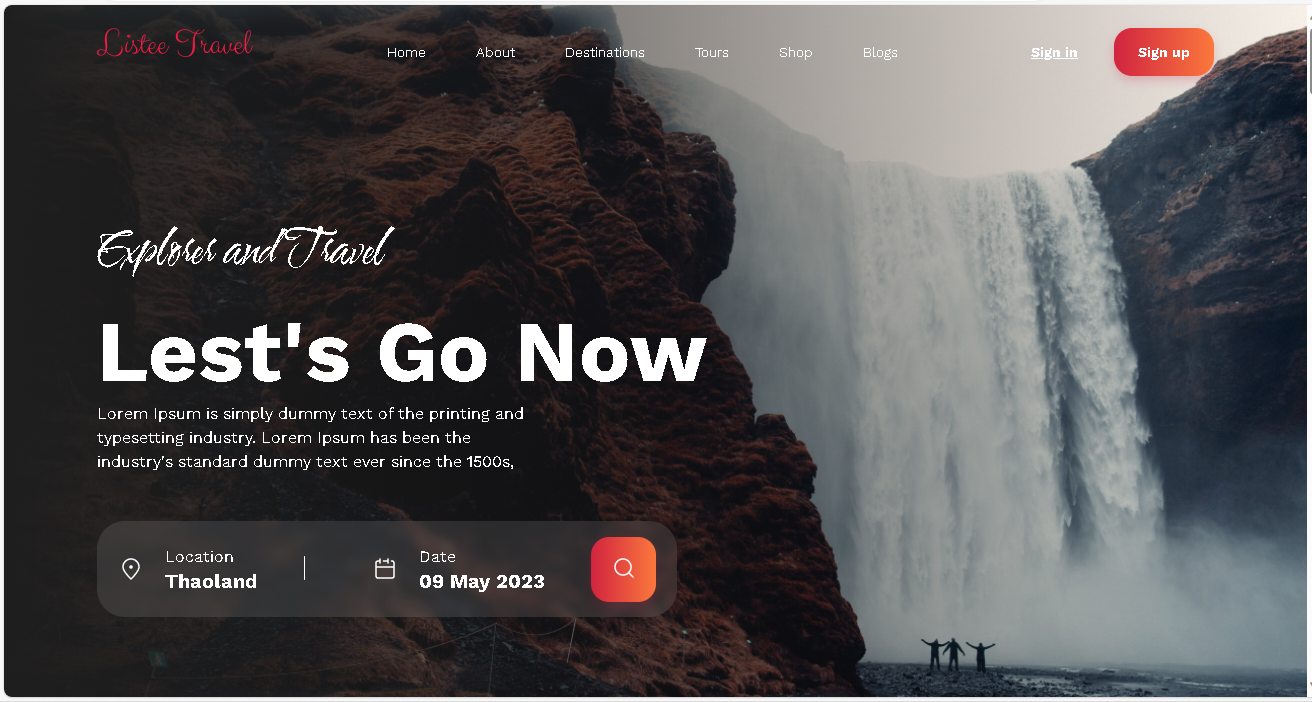 Listee Travel
Home About Destinations Tours Shop Blogs Sign in Sign up
Explorer and Travel
Lest's Go Now
Lorem Ipsum is simply dummy text of the printing and
typesetting industry. Lorem Ipsum has been the
industry's standard dummy text ever since the 1500s,
Location Date
Thaoland 09 May 2023